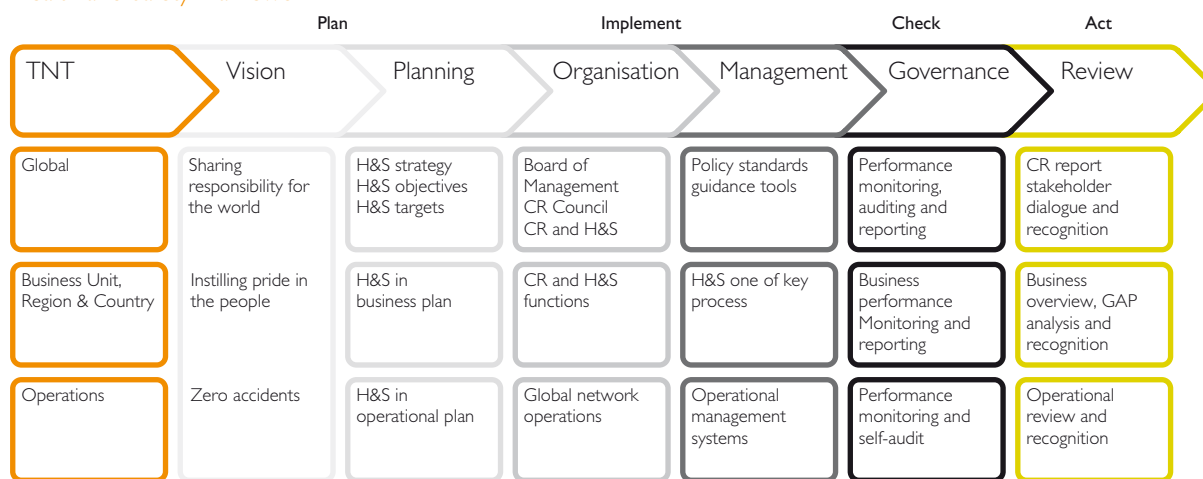 Plan Implement Check Act
TNT Vision Planning Organisation Management Governance Review
Global
Sharing
responsibility for
the world
H&S strategy
H&S objectives
H&S targets
Board of
Management
CR Council
CR and H&S
Policy standards
guidance tools
Performance
monitoring,
auditing and
reporting
CR report
stakeholder
dialogue and
recognition
Business Unit,
Region & Country
Instilling pride in
the people
H&S in
business plan
CR and H&S
functions
H&S one of key
process
Business
performance
Monitoring and
reporting
Business
overview, GAP
analysis and
recognition
Operations
Zero accidents
H&S in
operational plan
Global network
operations
Operational
management
systems
Performance
monitoring and
self-audit
Operational
review and
recognition